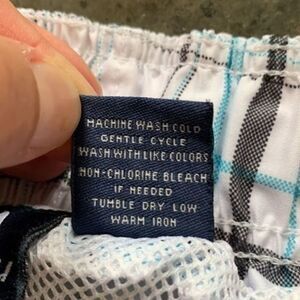 MACHINE WASH COLD
GENTLE CYCLE
WASH WITH LIKE COLORS
NON-CHLORINE BLEACH
IF NEEDED
TUMBLE DRY LOW
WARM IRON